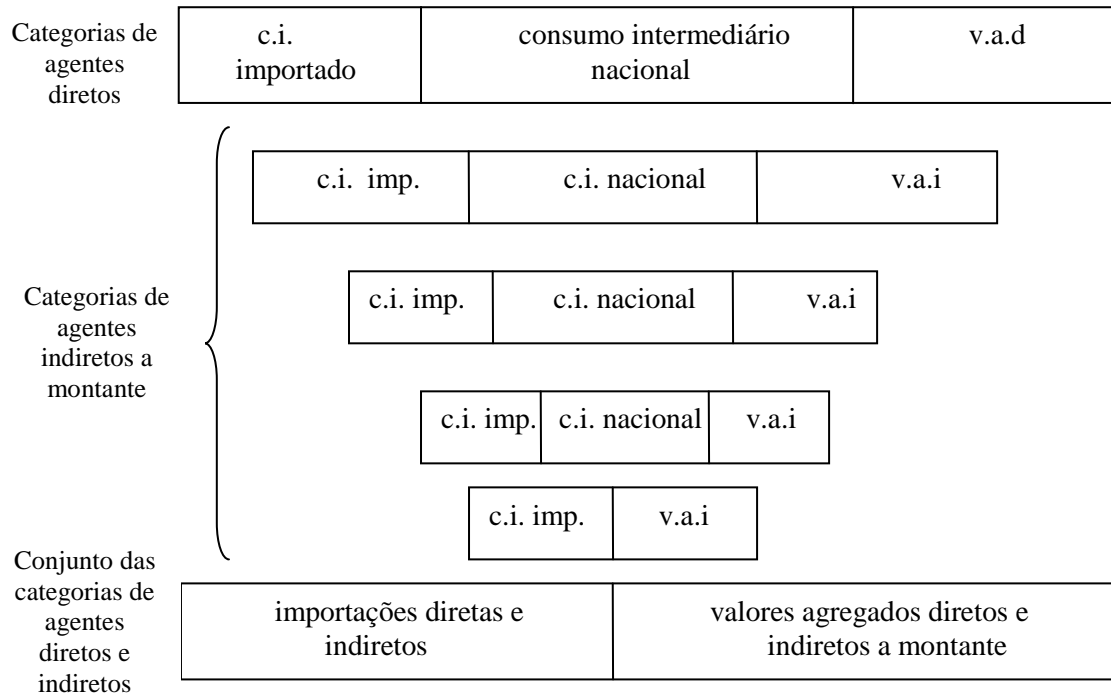 Categorias de
agentes
diretos
c.i.
importado
consumo intermediário
nacional
v.a.d
Categorias de
agentes
indiretos a
montante
c.i. imp.
c.i. nacional
v.a.i
c.i. imp.
c.i. nacional
v.a.i
c.i. imp.
c.i. nacional
v.a.i
c.i. imp.
v.a.i
Conjunto das
categorias de
agentes
diretos e
indiretos
importações diretas e
indiretos
valores agregados diretos e
indiretos a montante